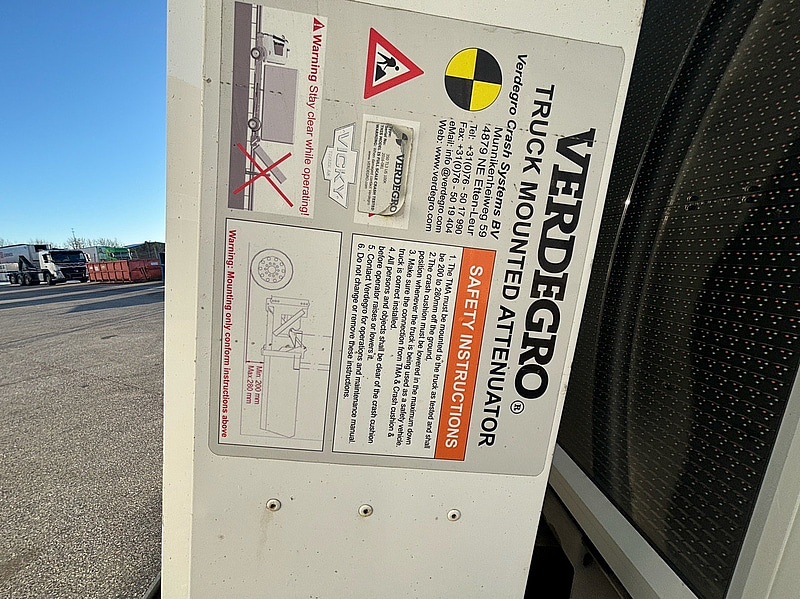 VERDEGRO®
TRUCK MOUNTED ATTENUATOR
Verdegro Crash Systems BV
Munnikenheiweg 59
4879 NE Etten-Leur
Tel: +31(0)76 - 50 17 990
Fax: +31(0)76 - 50 19 404
eMail: info @verdegro.com
Web: www.verdegro.com
VERDEGRO
VICKY
Warning Stay clear while operating!
SAFETY INSTRUCTIONS
1. The TMA must be mounted to the truck as tested and shall
be 200 to 280mm off the ground.
2.The crash cushion must be lowered in the maximum down
position whenever the truck is being used as a safety vehicle.
3. Make sure the connection from TMA & Crash cushion &
truck is correct installed.
4. All persons and objects shall be clear of the crash cushion
before operator raises or lowers it.
5. Contact Verdegro for operations and maintenance manual.
6. Do not change or remove these instructions.
Min: 200 mm
Max 280 mm
Warning: Mounting only conform instructions above